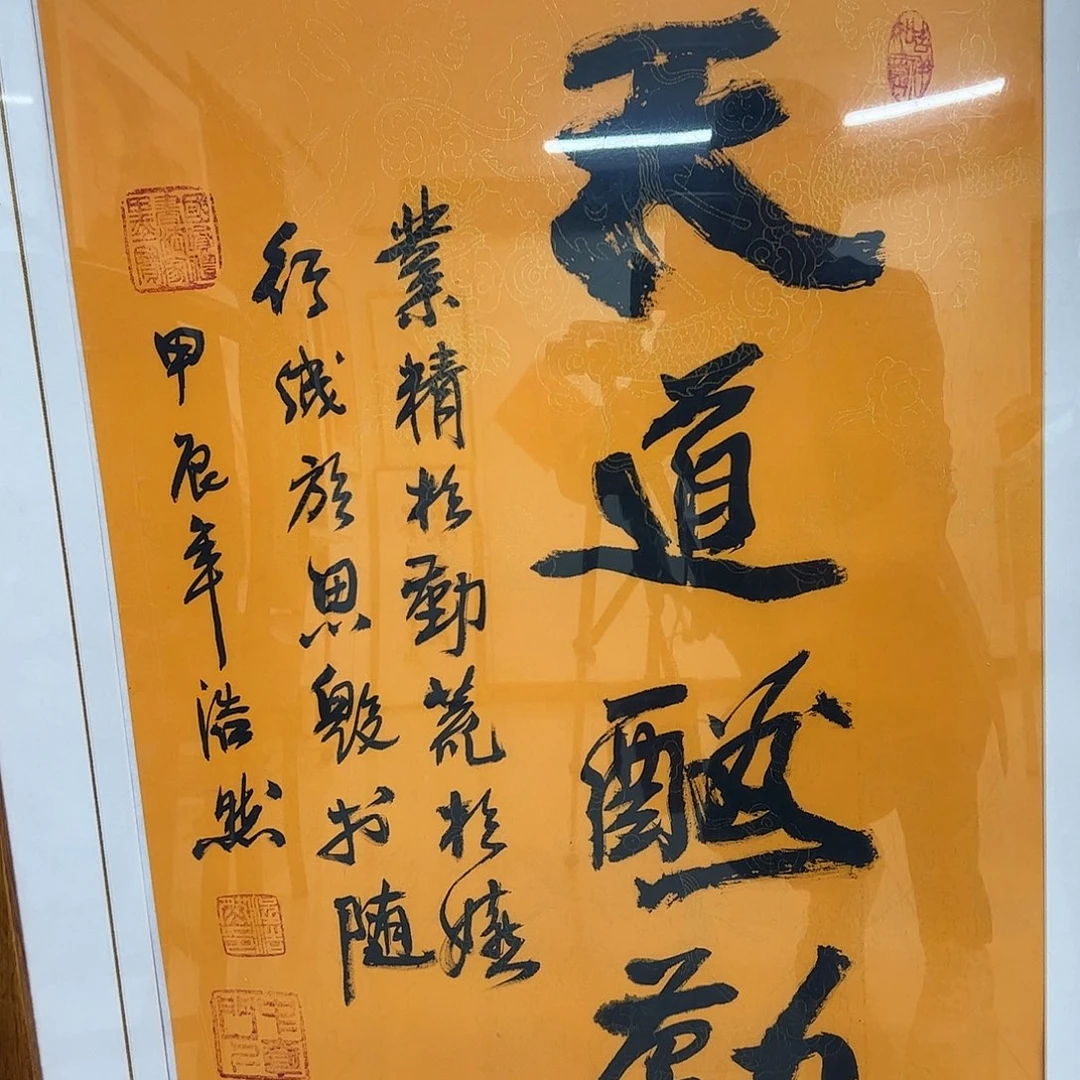 天道酬勤
業精於勤荒於嬉
行成於思毀於随
甲辰年浩然